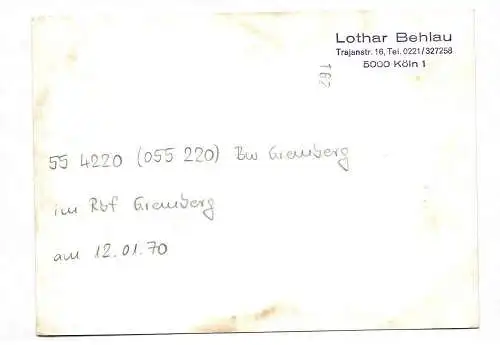 Lothar Behlau
Trajanstr. 16, Tel. 0221/327258
5000 Köln 1
55 4220 (055 220) Bw Gremberg
im Rbf Gremberg
am 12.01.70